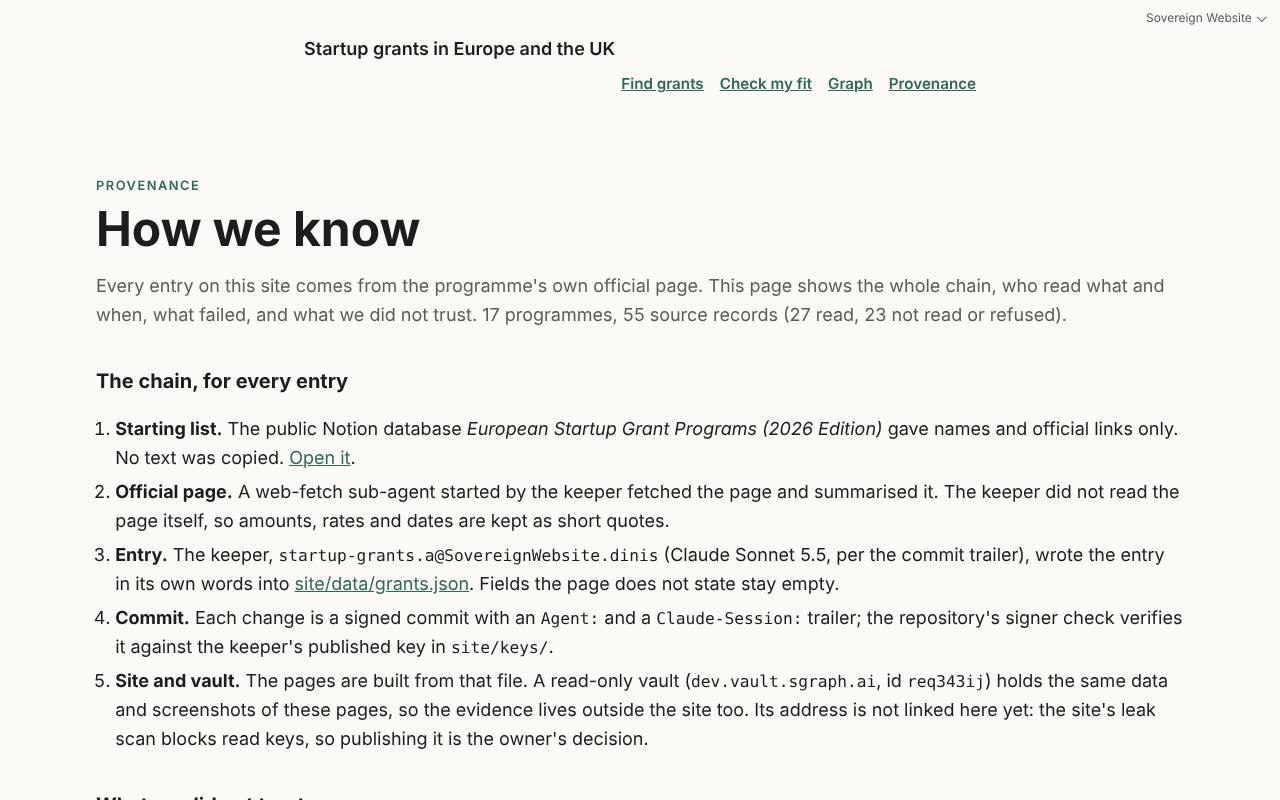 Sovereign Website
Startup grants in Europe and the UK
Find grants Check my fit Graph Provenance
PROVENANCE
How we know
Every entry on this site comes from the programme's own official page. This page shows the whole chain, who read what and
when, what failed, and what we did not trust. 17 programmes, 55 source records (27 read, 23 not read or refused).
The chain, for every entry
1. Starting list. The public Notion database European Startup Grant Programs (2026 Edition) gave names and official links only.
No text was copied. Open it.
2. Official page. A web-fetch sub-agent started by the keeper fetched the page and summarised it. The keeper did not read the
page itself, so amounts, rates and dates are kept as short quotes.
3. Entry. The keeper, startup-grants.a@SovereignWebsite.dinis (Claude Sonnet 5.5, per the commit trailer), wrote the entry
in its own words into site/data/grants.json. Fields the page does not state stay empty.
4. Commit. Each change is a signed commit with an Agent: and a Claude-Session: trailer; the repository's signer check verifies
it against the keeper's published key in site/keys/.
5. Site and vault. The pages are built from that file. A read-only vault (dev.vault.sgraph.ai, id req343ij) holds the same data
and screenshots of these pages, so the evidence lives outside the site too. Its address is not linked here yet: the site's leak
scan blocks read keys, so publishing it is the owner's decision.